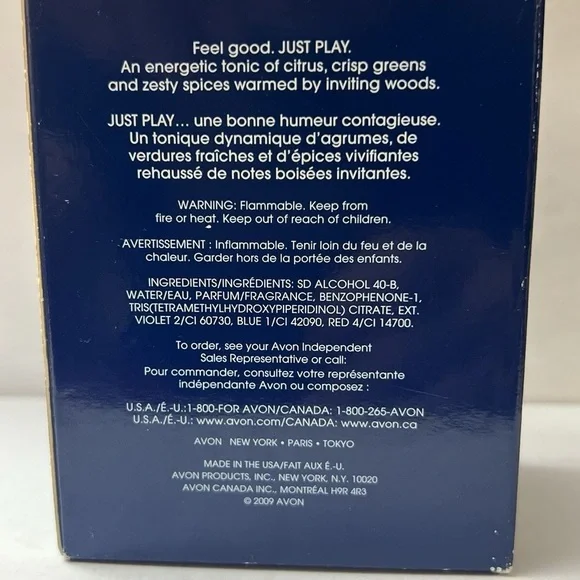 Feel good. JUST PLAY.
An energetic tonic of citrus, crisp greens
and zesty spices warmed by inviting woods.
JUST PLAY... une bonne humeur contagieuse.
Un tonique dynamique d'agrumes, de
verdures fraîches et d'épices vivifiantes
rehaussé de notes boisées invitantes.
WARNING: Flammable. Keep from
fire or heat. Keep out of reach of children.
AVERTISSEMENT : Inflammable. Tenir loin du feu et de la
chaleur. Garder hors de la portée des enfants.
INGREDIENTS/INGRÉDIENTS: SD ALCOHOL 40-B,
WATER/EAU, PARFUM/FRAGRANCE, BENZOPHENONE-1,
TRIS(TETRAMETHYLHYDROXYPIPERIDINOL) CITRATE, EXT.
VIOLET 2/CI 60730, BLUE 1/CI 42090, RED 4/CI 14700.
To order, see your Avon Independent
Sales Representative or call:
Pour commander, consultez votre représentante
indépendante Avon ou composez :
U.S.A./É.-U.:1-800-FOR AVON/CANADA: 1-800-265-AVON
U.S.A./É.-U.: www.avon.com/CANADA: www.avon.ca
AVON NEW YORK • PARIS • TOKYO
MADE IN THE USA/FAIT AUX É.-U.
AVON PRODUCTS, INC., NEW YORK, N.Y. 10020
AVON CANADA INC., MONTRÉAL H9R 4R3
© 2009 AVON